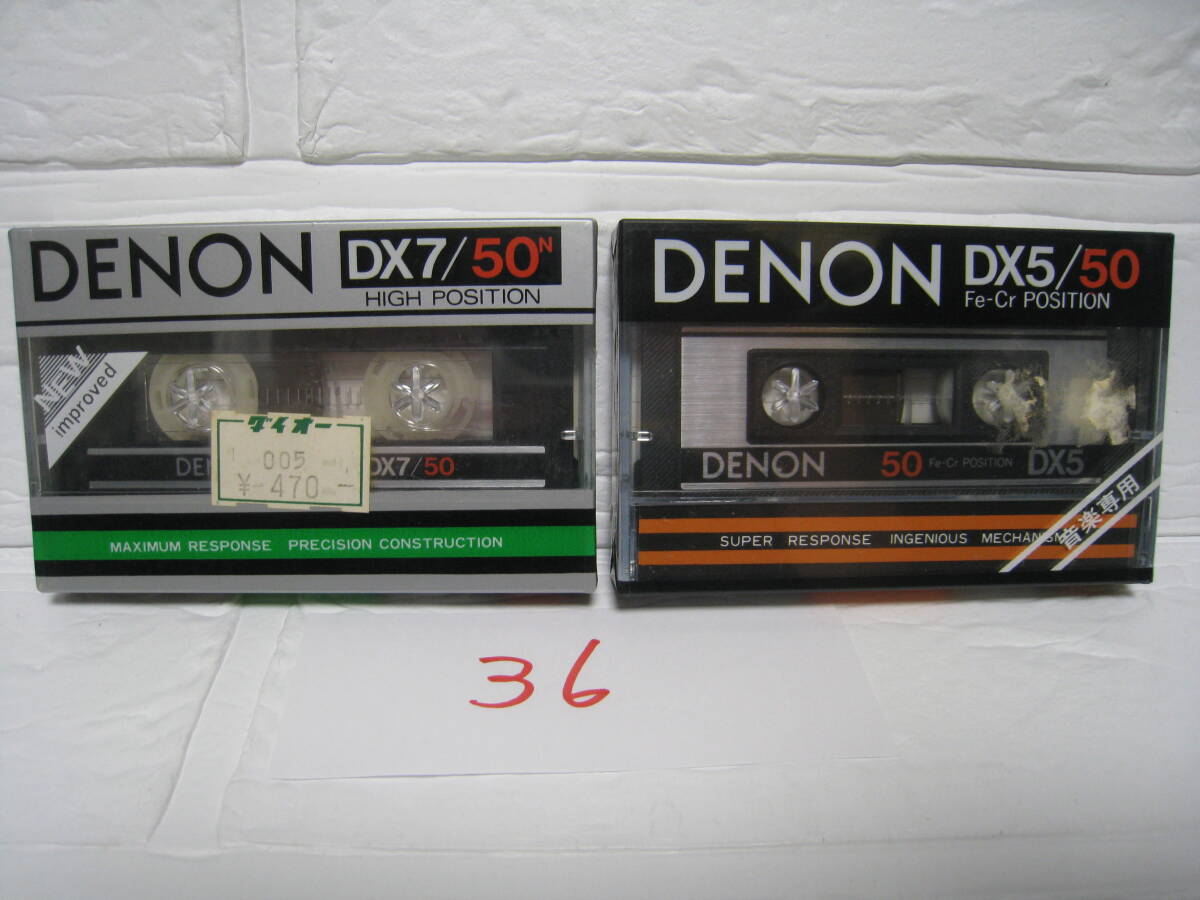 DENON DX7/50N
HIGH POSITION
NEW
improved
ダイオー
005
¥-470-
DEN
DX7/50
MAXIMUM RESPONSE PRECISION CONSTRUCTION
DENON DX5/50
Fe-Cr POSITION
DENON 50 Fe-Cr POSITION DX5
SUPER RESPONSE INGENIOUS MECHANISM
音楽専用
36